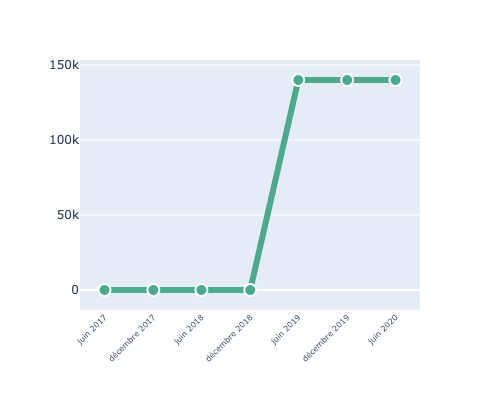 150k
100k
50k
0
juin 2017
décembre 2017
juin 2018
décembre 2018
juin 2019
décembre 2019
juin 2020